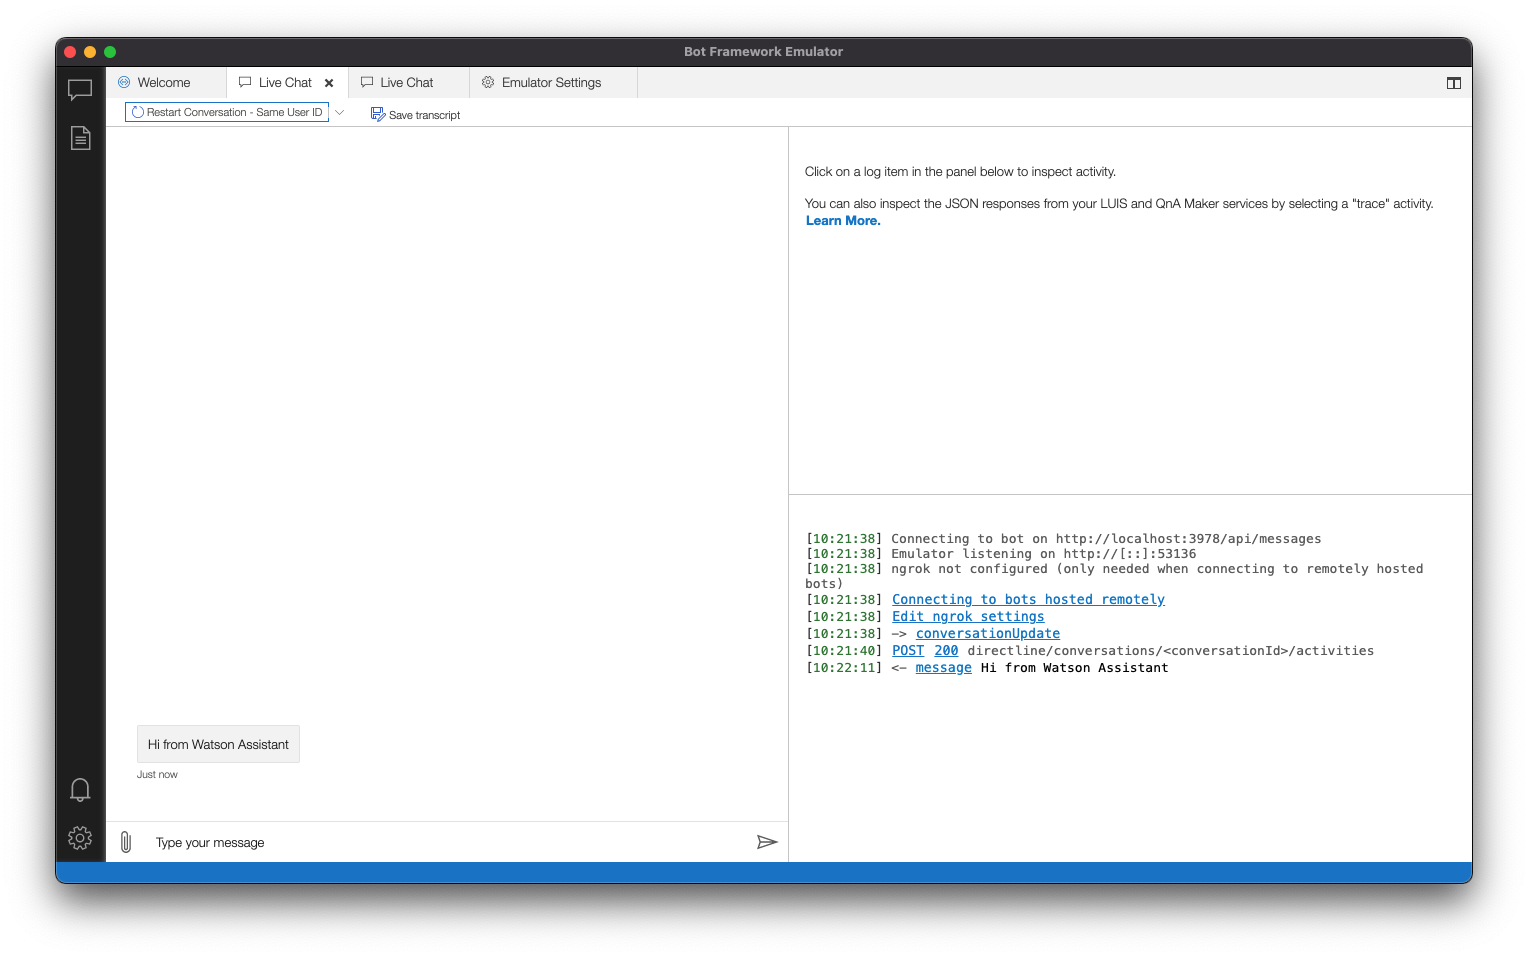 Bot Framework Emulator
Welcome
Live Chat
Live Chat
Emulator Settings
Restart Conversation - Same User ID
Save transcript
Click on a log item in the panel below to inspect activity.
You can also inspect the JSON responses from your LUIS and QnA Maker services by selecting a "trace" activity.
Learn More.
[10:21:38] Connecting to bot on http://localhost:3978/api/messages
[10:21:38] Emulator listening on http://[::]:53136
[10:21:38] ngrok not configured (only needed when connecting to remotely hosted
bots)
[10:21:38] Connecting to bots hosted remotely
[10:21:38] Edit ngrok settings
[10:21:38] -> conversationUpdate
[10:21:40] POST 200 directline/conversations/<conversationId>/activities
[10:22:11] <- message Hi from Watson Assistant
Hi from Watson Assistant
Just now
Type your message